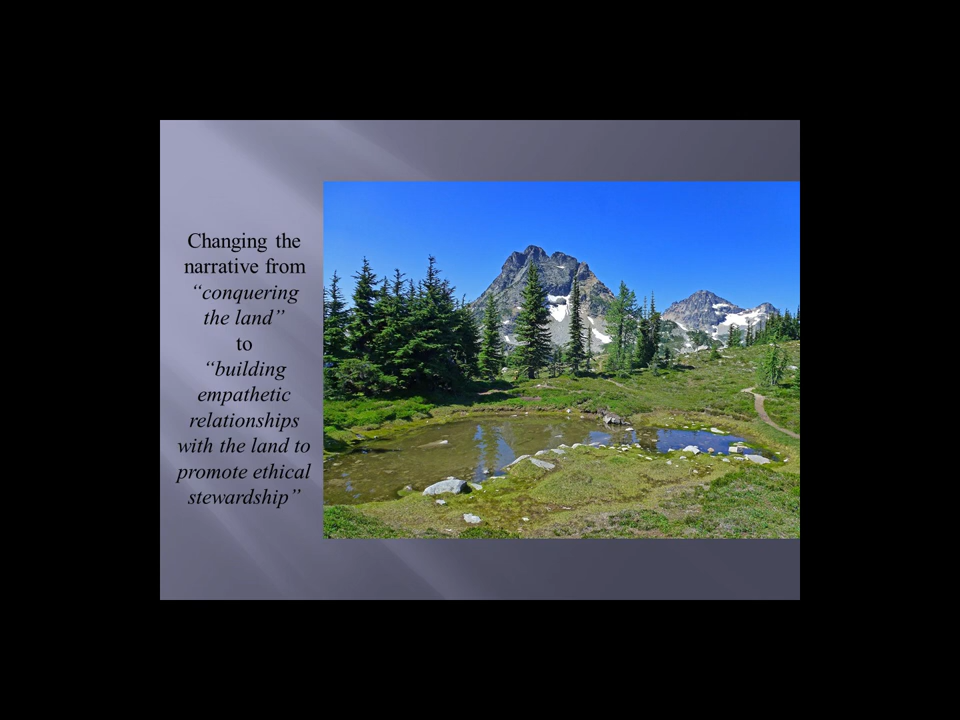 Changing the
narrative from
“conquering
the land”
to
“building
empathetic
relationships
with the land to
promote ethical
stewardship”